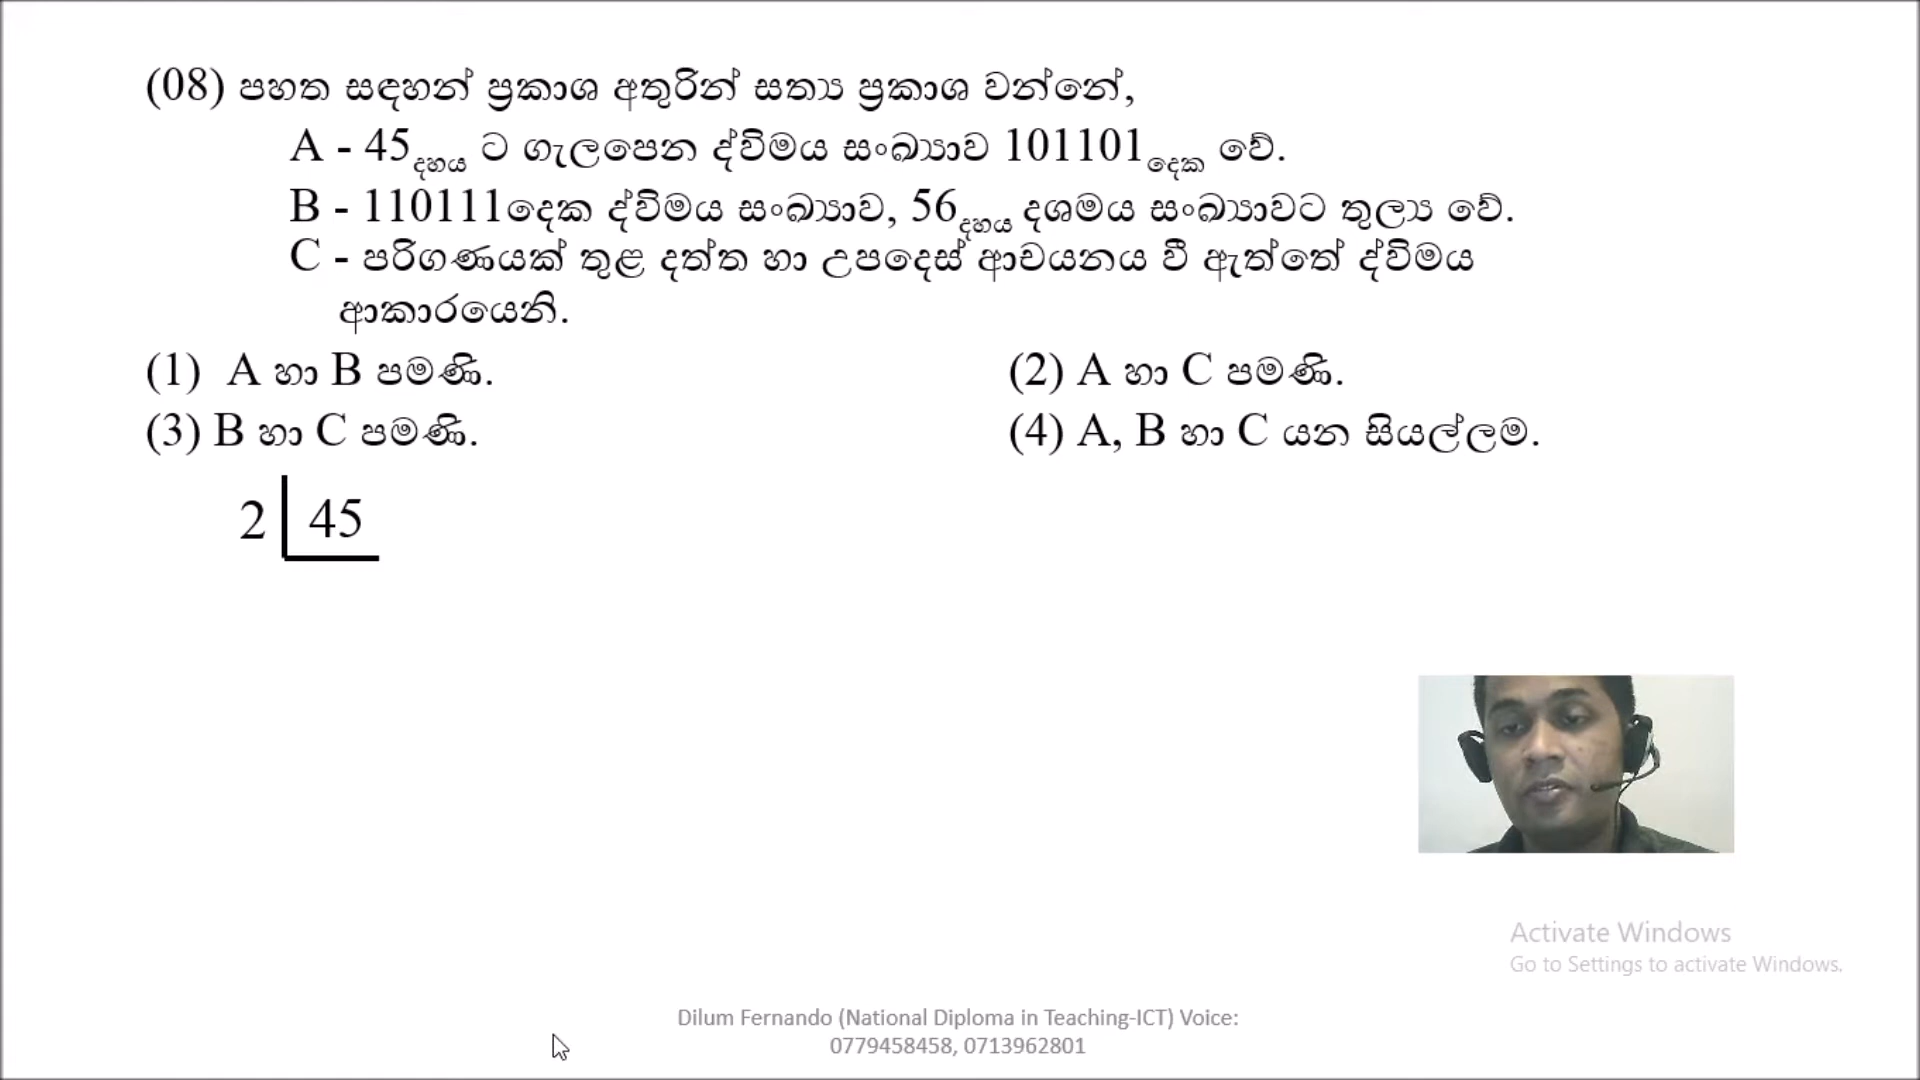 (08) පහත සඳහන් ප්‍රකාශ අතුරින් සත්‍ය ප්‍රකාශ වන්නේ,
A - 45දහය ට ගැලපෙන ද්විමය සංඛ්‍යාව 101101දෙක වේ.
B - 110111දෙක ද්විමය සංඛ්‍යාව, 56දහය දශමය සංඛ්‍යාවට තුල්‍ය වේ.
C - පරිගණයක් තුළ දත්ත හා උපදෙස් ආචයනය වී ඇත්තේ ද්විමය
ආකාරයෙනි.
(1) A හා B පමණි. (2) A හා C පමණි.
(3) B හා C පමණි. (4) A, B හා C යන සියල්ලම.
2 45
Activate Windows
Go to Settings to activate Windows.
Dilum Fernando (National Diploma in Teaching-ICT) Voice:
0779458458, 0713962801